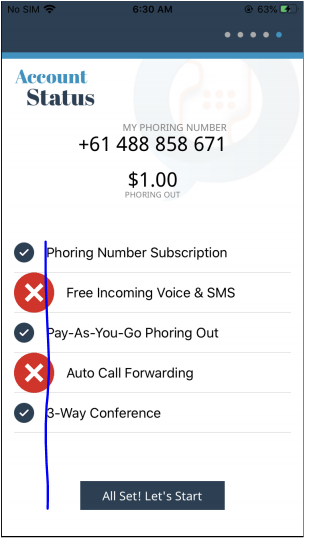 No SIM 6:30 AM 63%
Account
Status
MY PHORING NUMBER
+61 488 858 671
$1.00
PHORING OUT
Phoring Number Subscription
Free Incoming Voice & SMS
Pay-As-You-Go Phoring Out
Auto Call Forwarding
3-Way Conference
All Set! Let's Start